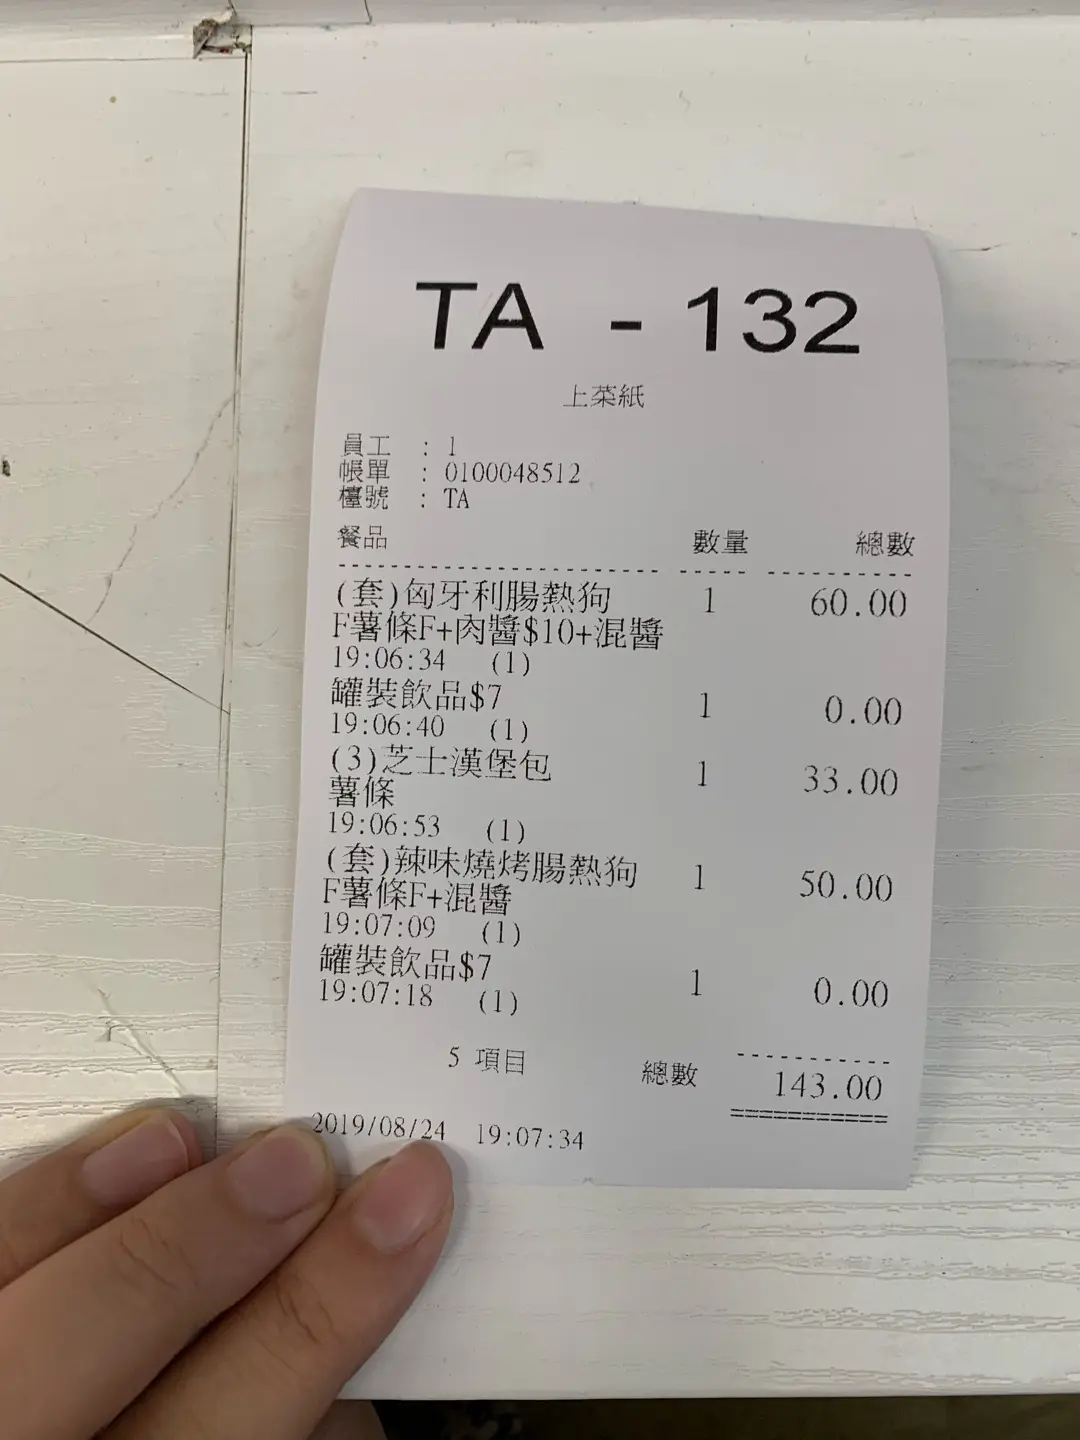 TA - 132
上菜紙
員工 : 1
帳單 : 0100048512
檯號 : TA
餐品 數量 總數
(套)匈牙利腸熱狗 1 60.00
F薯條F+肉醬$10+混醬
19:06:34 (1)
罐裝飲品$7 1 0.00
19:06:40 (1)
(3)芝士漢堡包 1 33.00
薯條
19:06:53 (1)
(套)辣味燒烤腸熱狗 1 50.00
F薯條F+混醬
19:07:09 (1)
罐裝飲品$7 1 0.00
19:07:18 (1)
5 項目 總數 143.00
2019/08/24 19:07:34